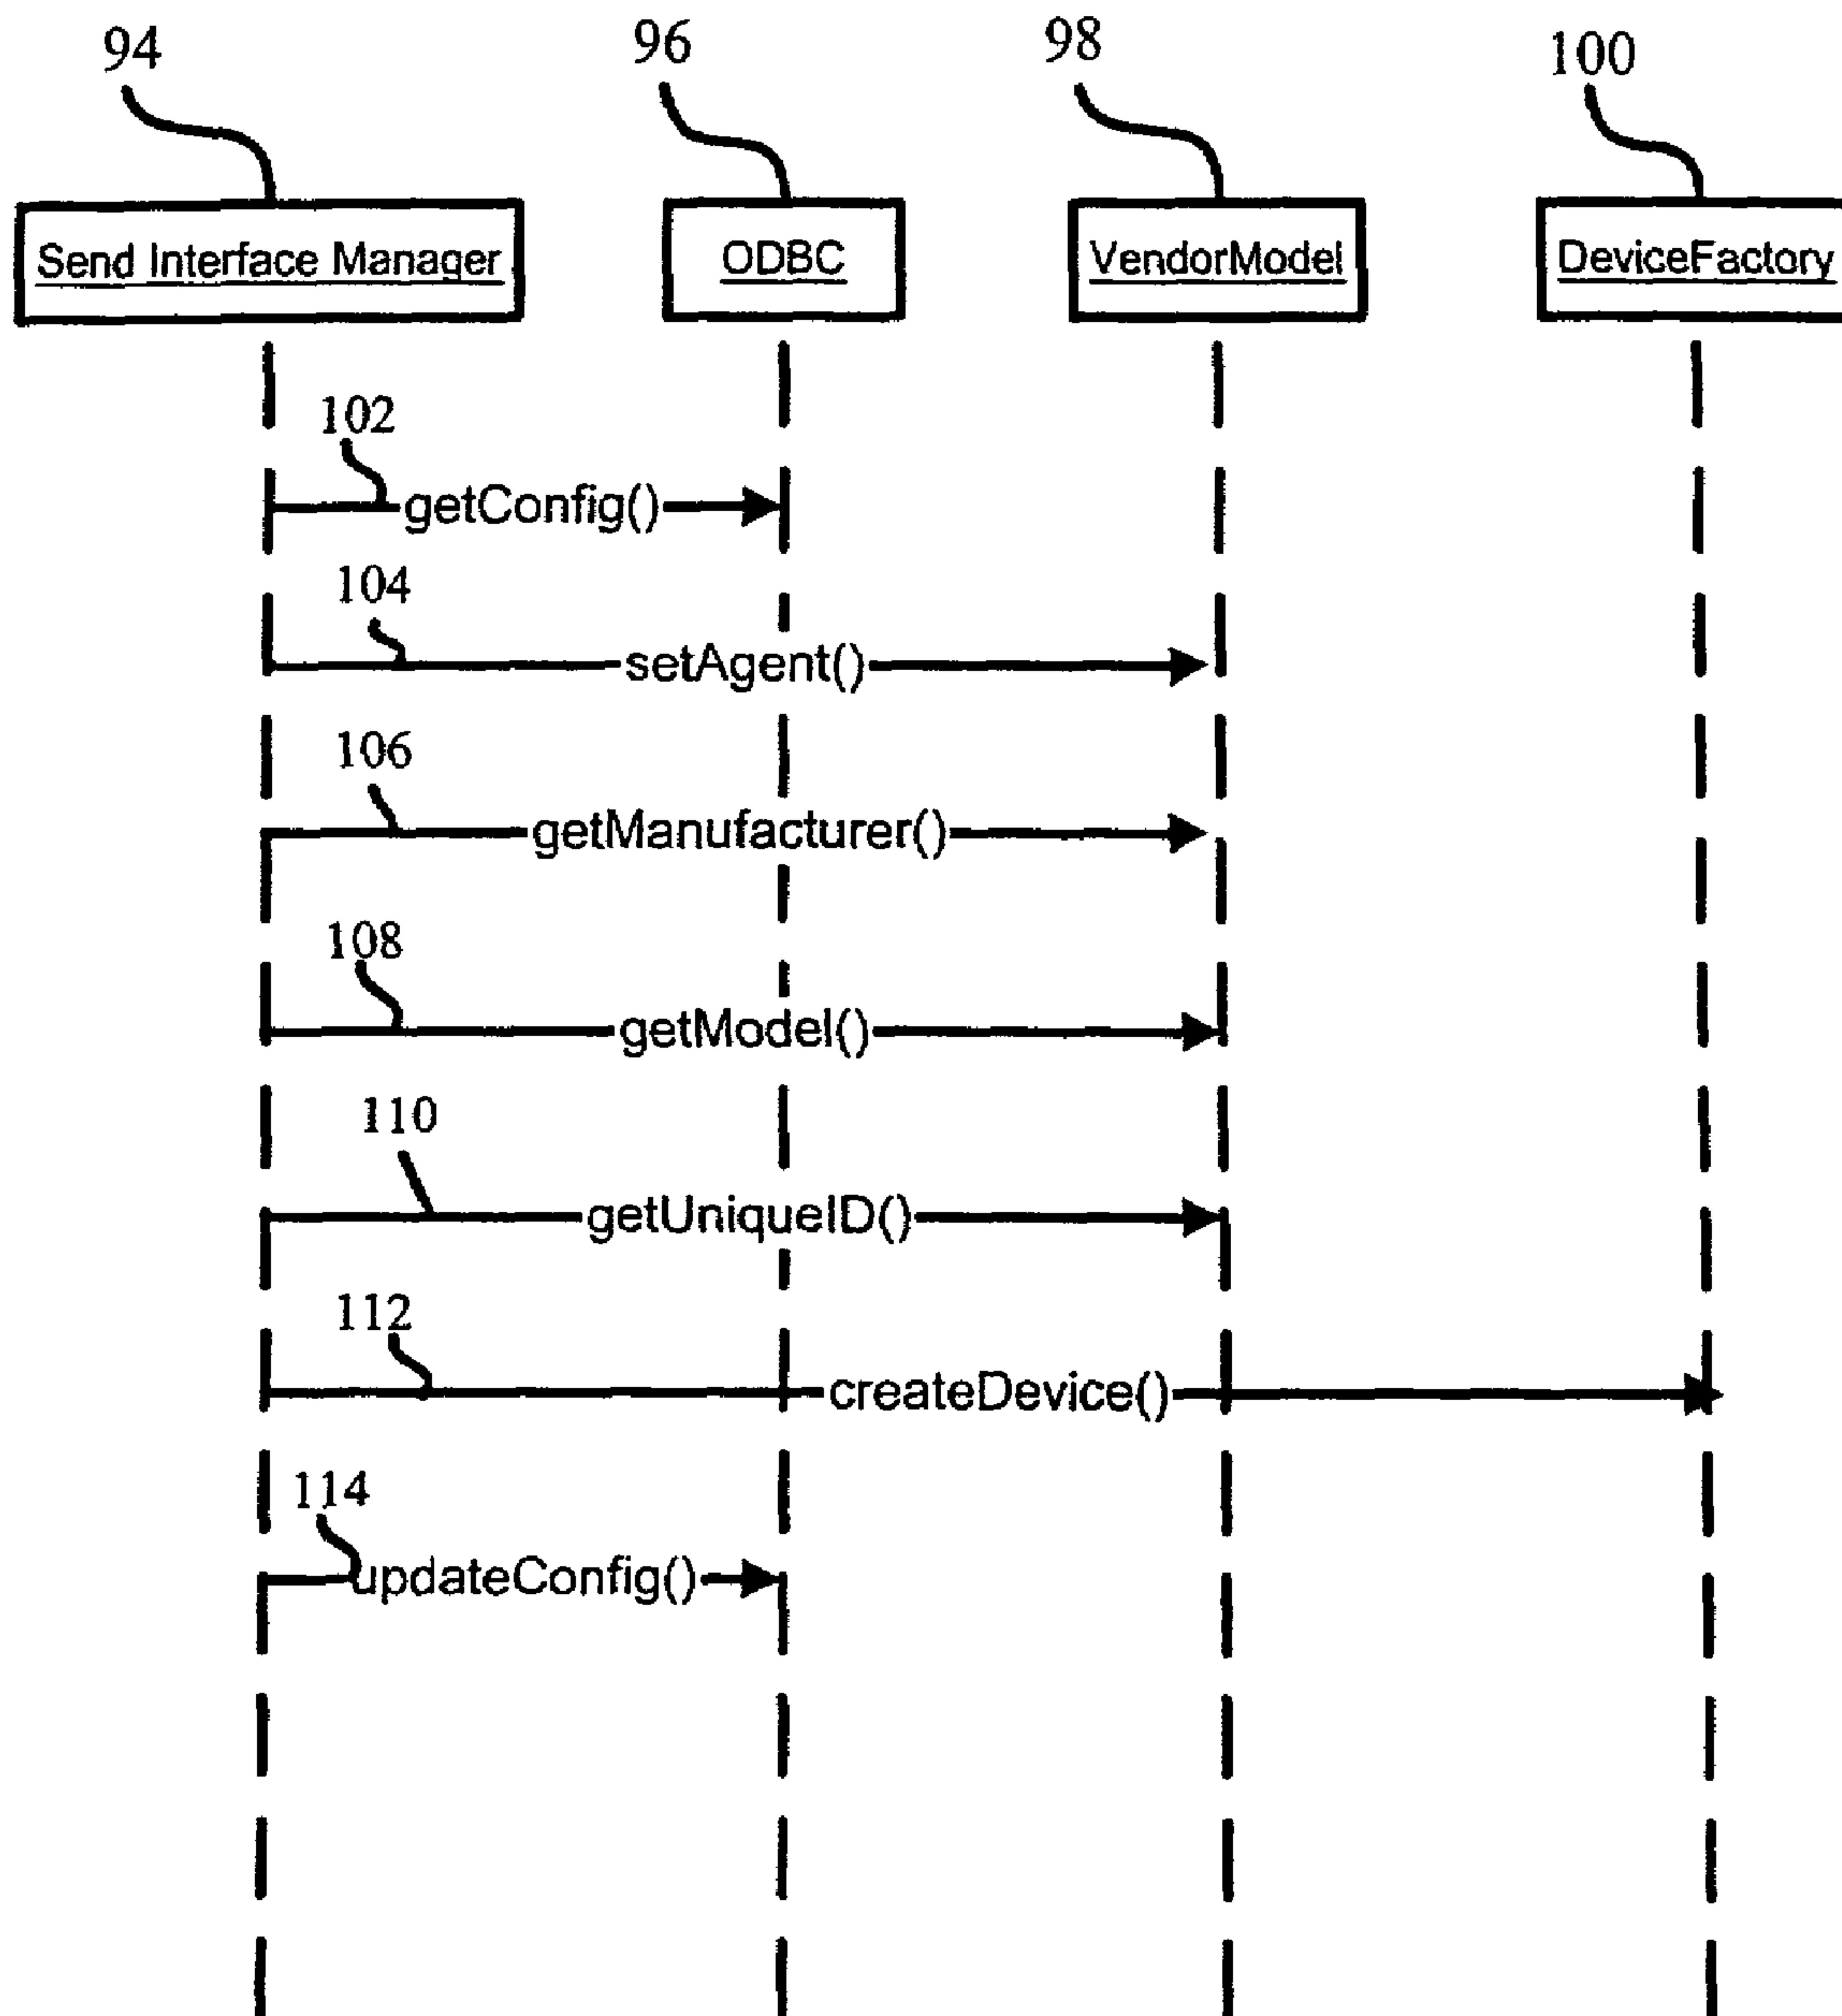 94 96 98 100
Send Interface Manager ODBC VendorModel DeviceFactory
102
getConfig()
104
setAgent()
106
getManufacturer()
108
getModel()
110
getUniqueID()
112
createDevice()
114
updateConfig()